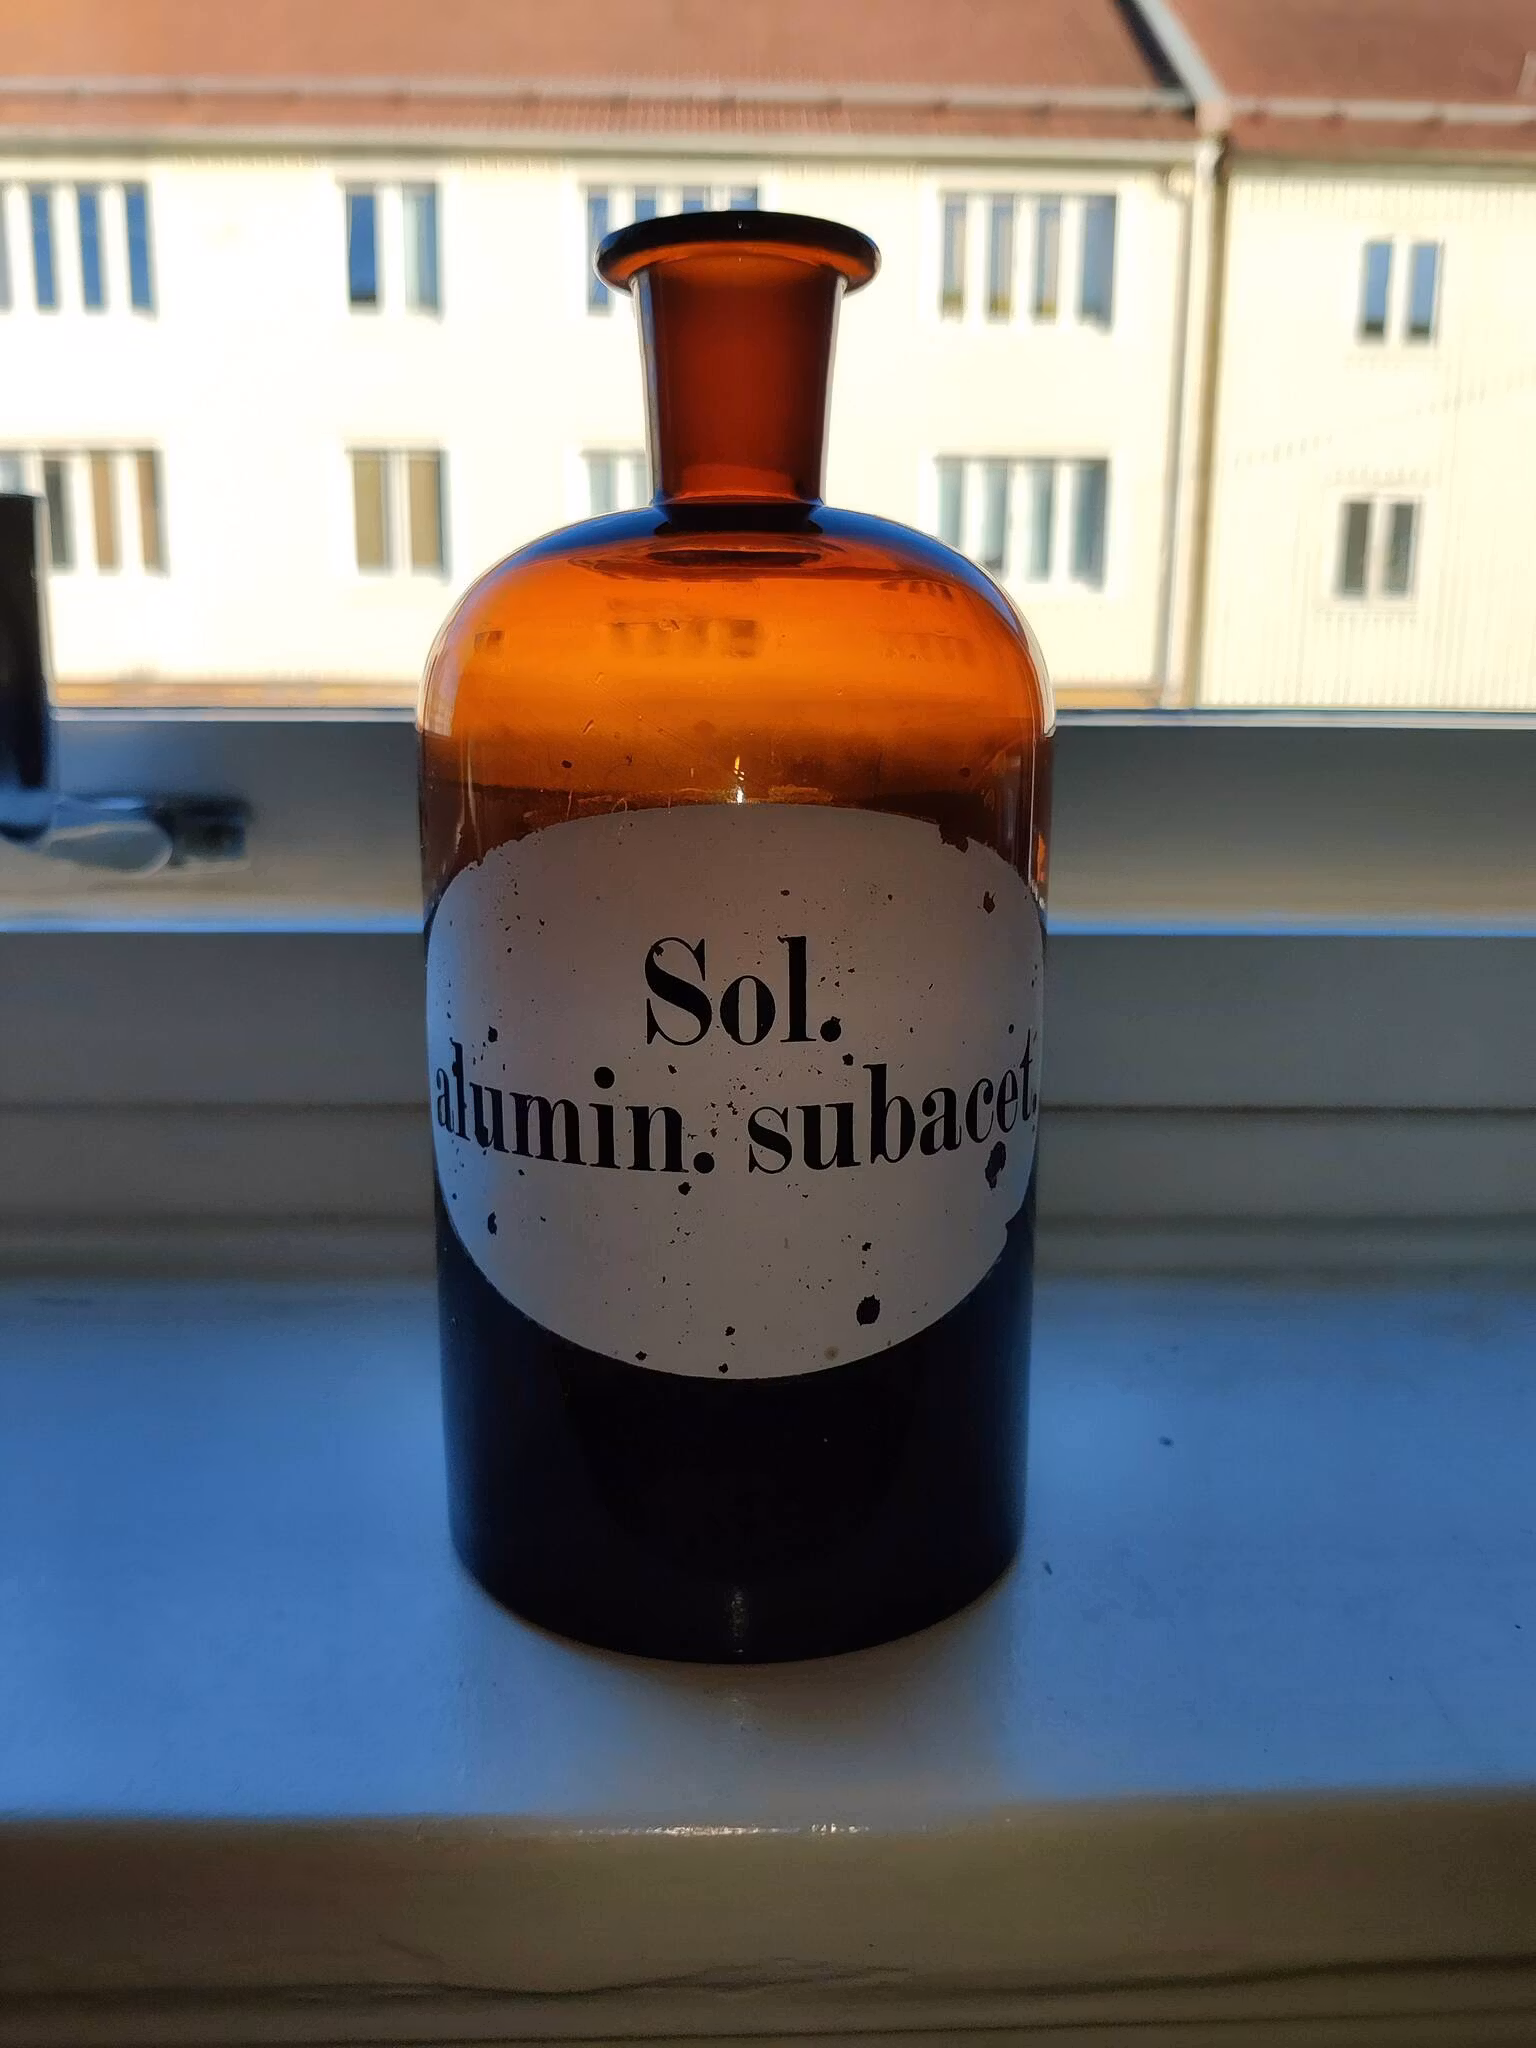 Sol.
alumin. subacet.